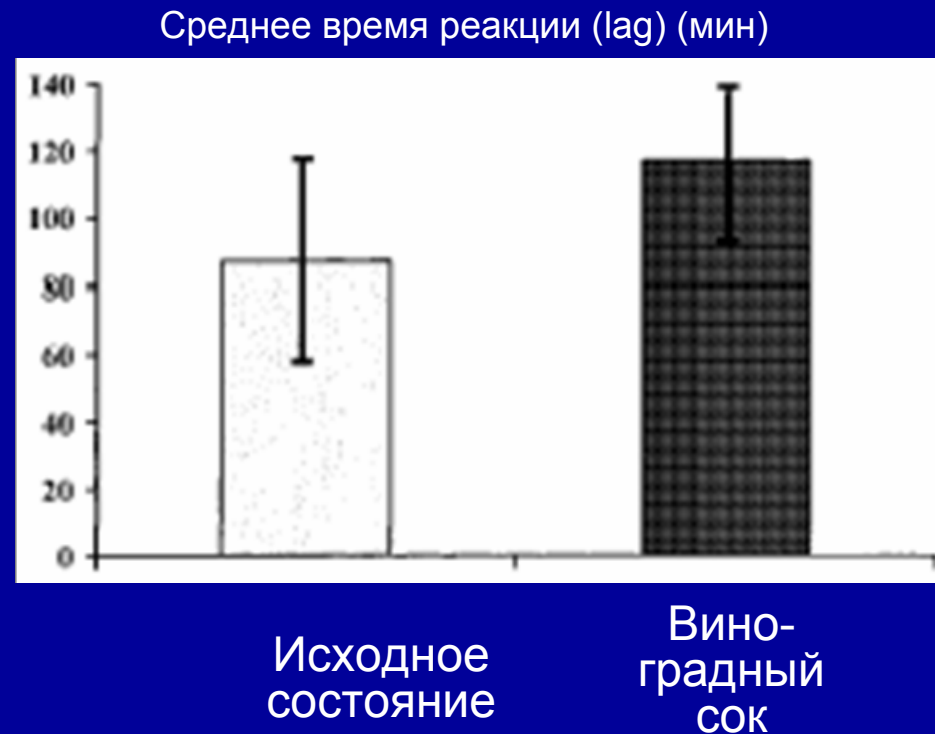 Среднее время реакции (lag) (мин)
140
120
100
80
60
40
20
0
Исходное
состояние
Вино-
градный
сок